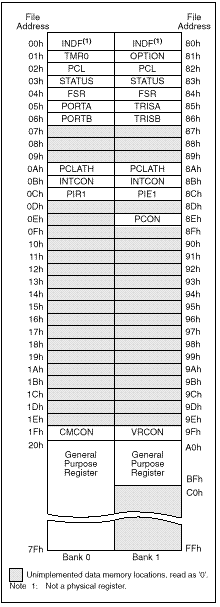 File Address File Address
00h INDF(1) INDF(1) 80h
01h TMR0 OPTION 81h
02h PCL PCL 82h
03h STATUS STATUS 83h
04h FSR FSR 84h
05h PORTA TRISA 85h
06h PORTB TRISB 86h
07h 87h
08h 88h
09h 89h
0Ah PCLATH PCLATH 8Ah
0Bh INTCON INTCON 8Bh
0Ch PIR1 PIE1 8Ch
0Dh 8Dh
0Eh PCON 8Eh
0Fh 8Fh
10h 90h
11h 91h
12h 92h
13h 93h
14h 94h
15h 95h
16h 96h
17h 97h
18h 98h
19h 99h
1Ah 9Ah
1Bh 9Bh
1Ch 9Ch
1Dh 9Dh
1Eh 9Eh
1Fh CMCON VRCON 9Fh
20h A0h
General Purpose Register General Purpose Register
BFh
C0h
7Fh FFh
Bank 0 Bank 1
Unimplemented data memory locations, read as '0'.
Note 1: Not a physical register.